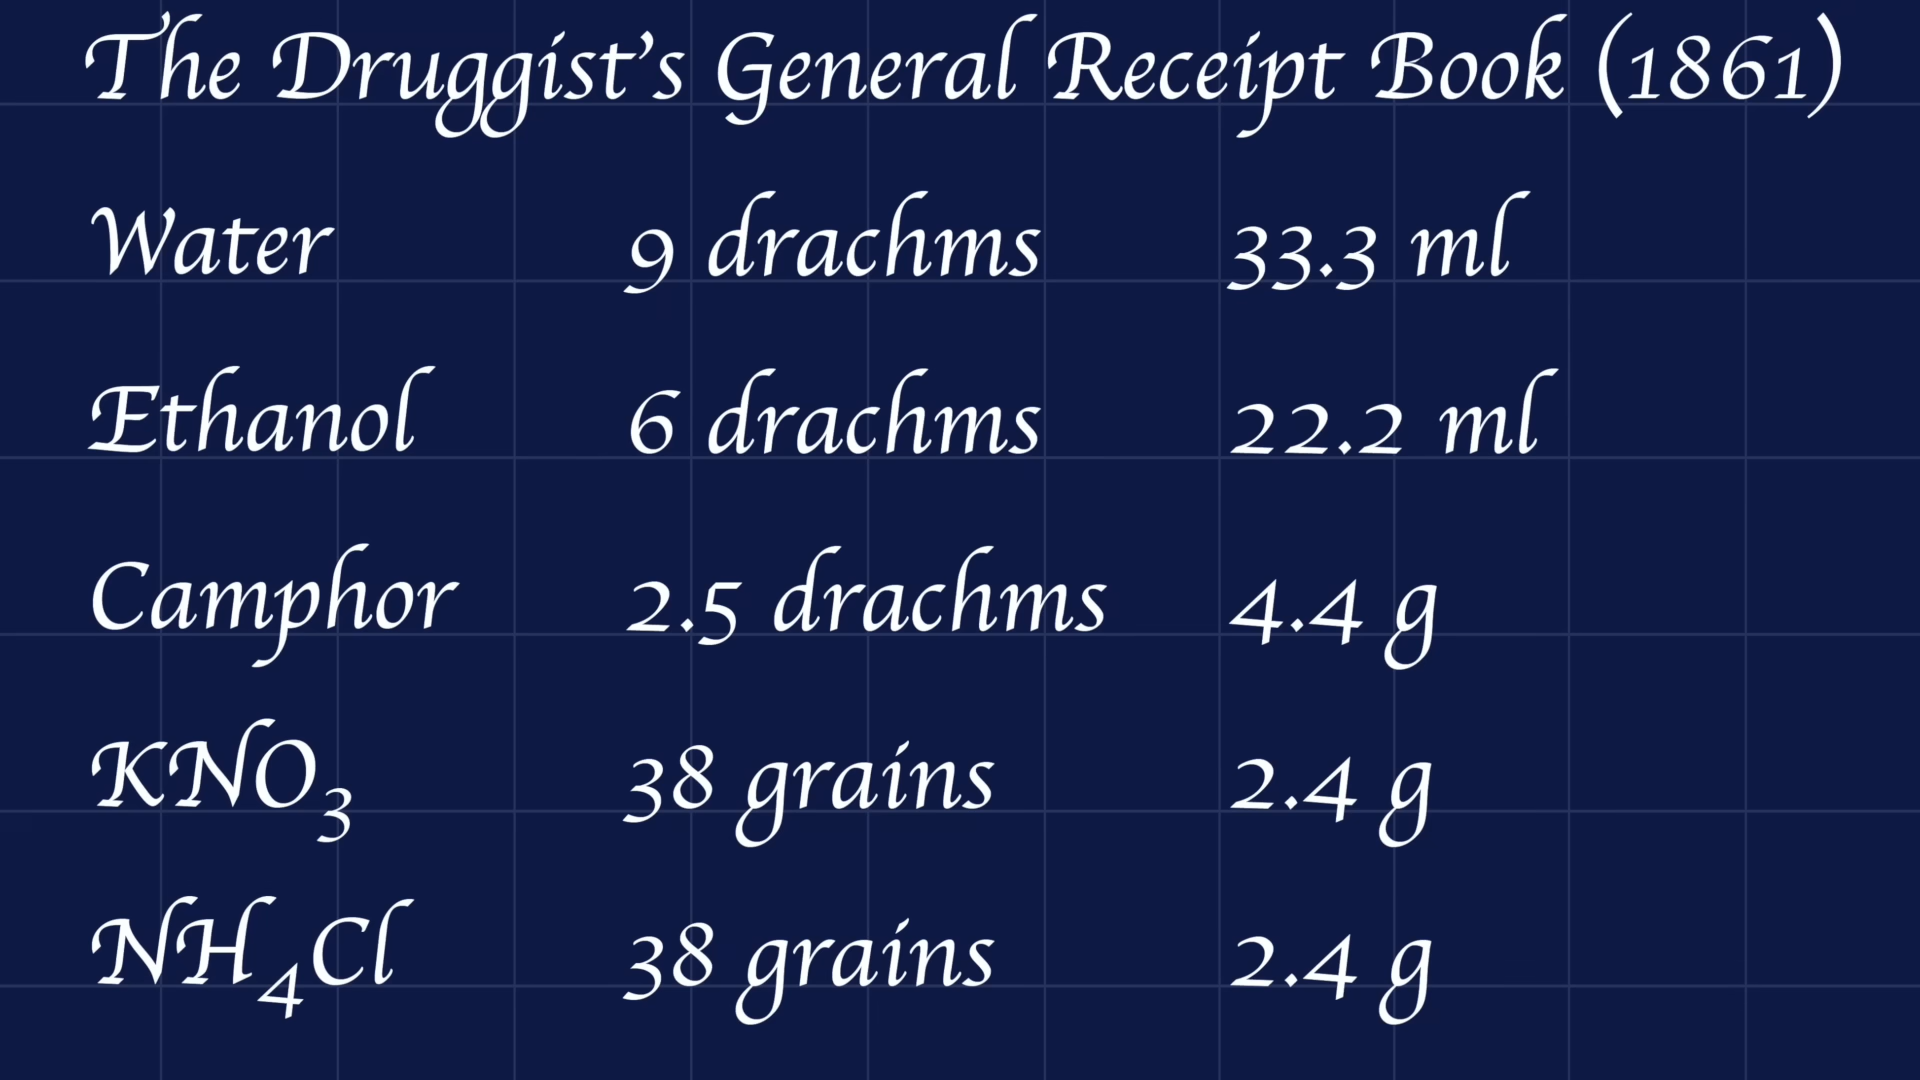 The Druggist's General Receipt Book (1861)
Water 9 drachms 33.3 ml
Ethanol 6 drachms 22.2 ml
Camphor 2.5 drachms 4.4 g
KNO₃ 38 grains 2.4 g
NH₄Cl 38 grains 2.4 g